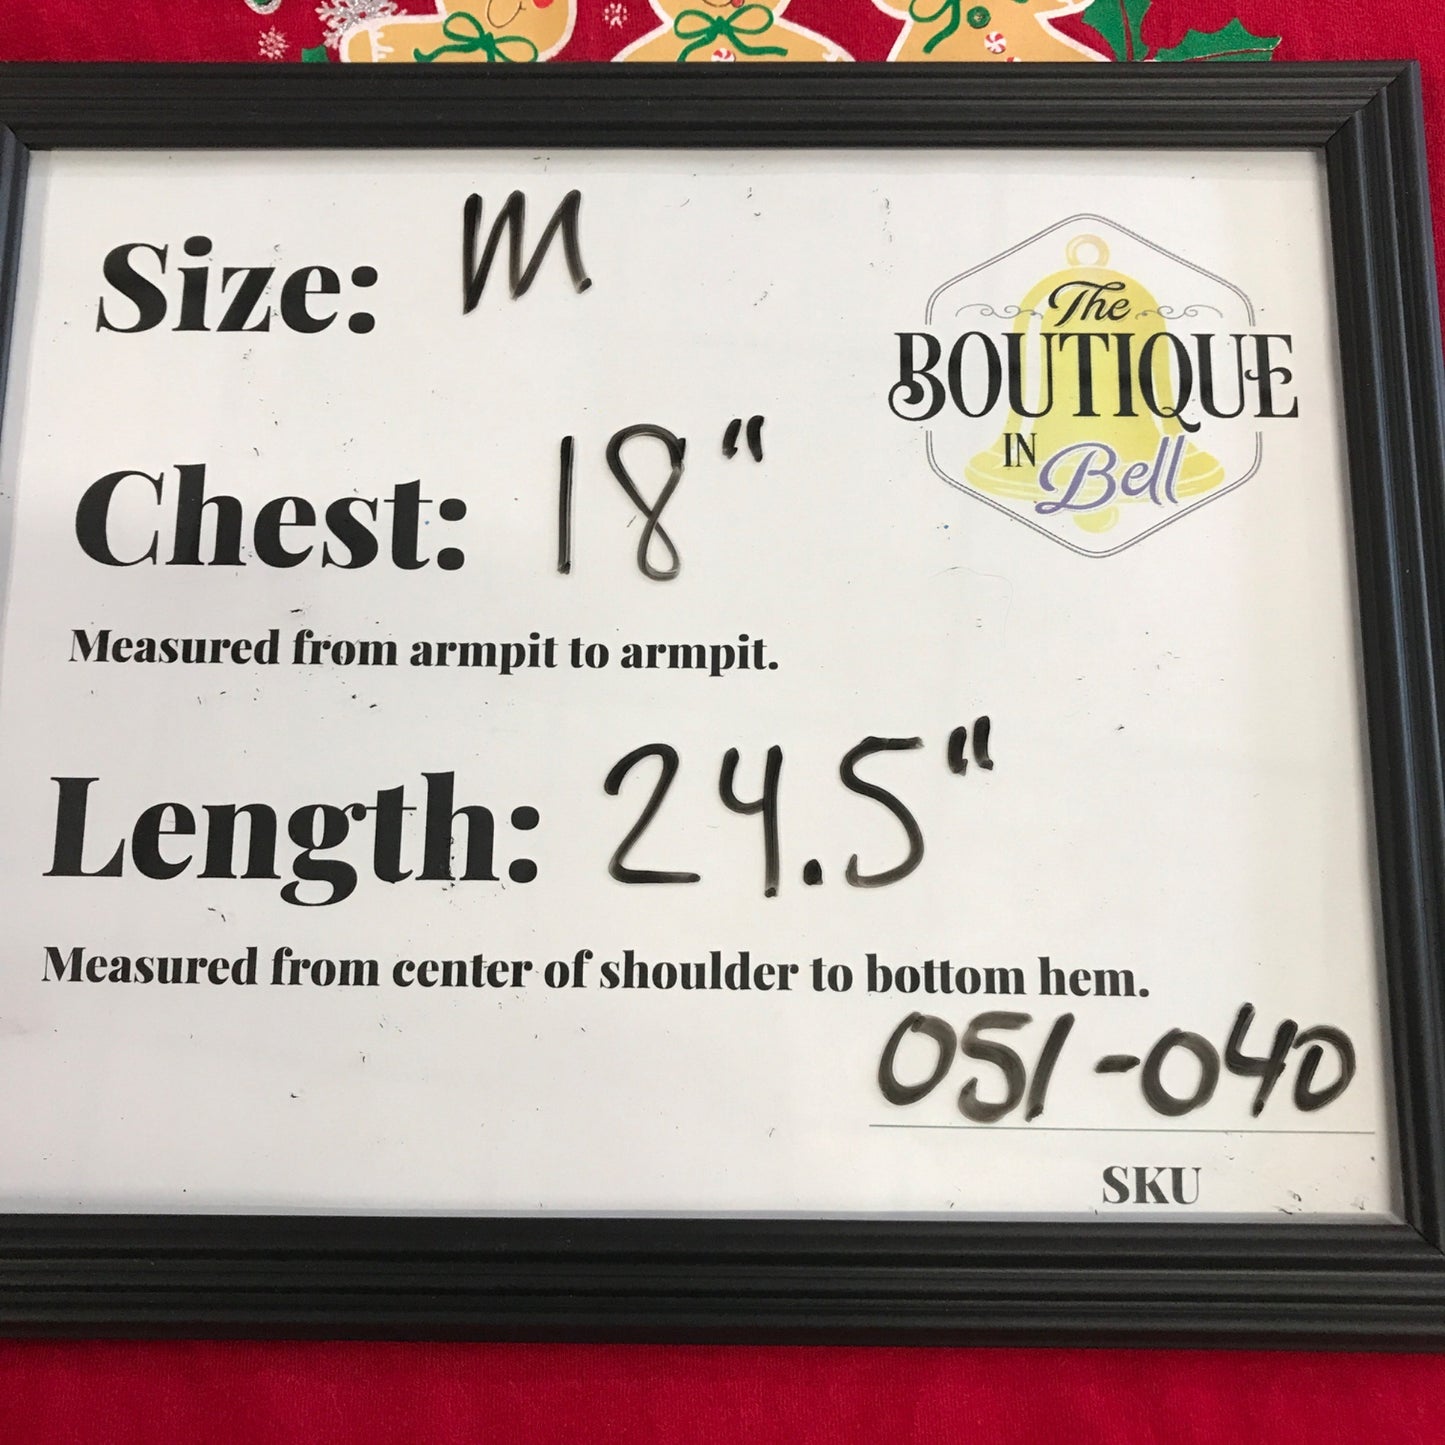 Size: M
The
BOUTIQUE
IN Bell
Chest: 18"
Measured from armpit to armpit.
Length: 24.5"
Measured from center of shoulder to bottom hem.
051-040
SKU